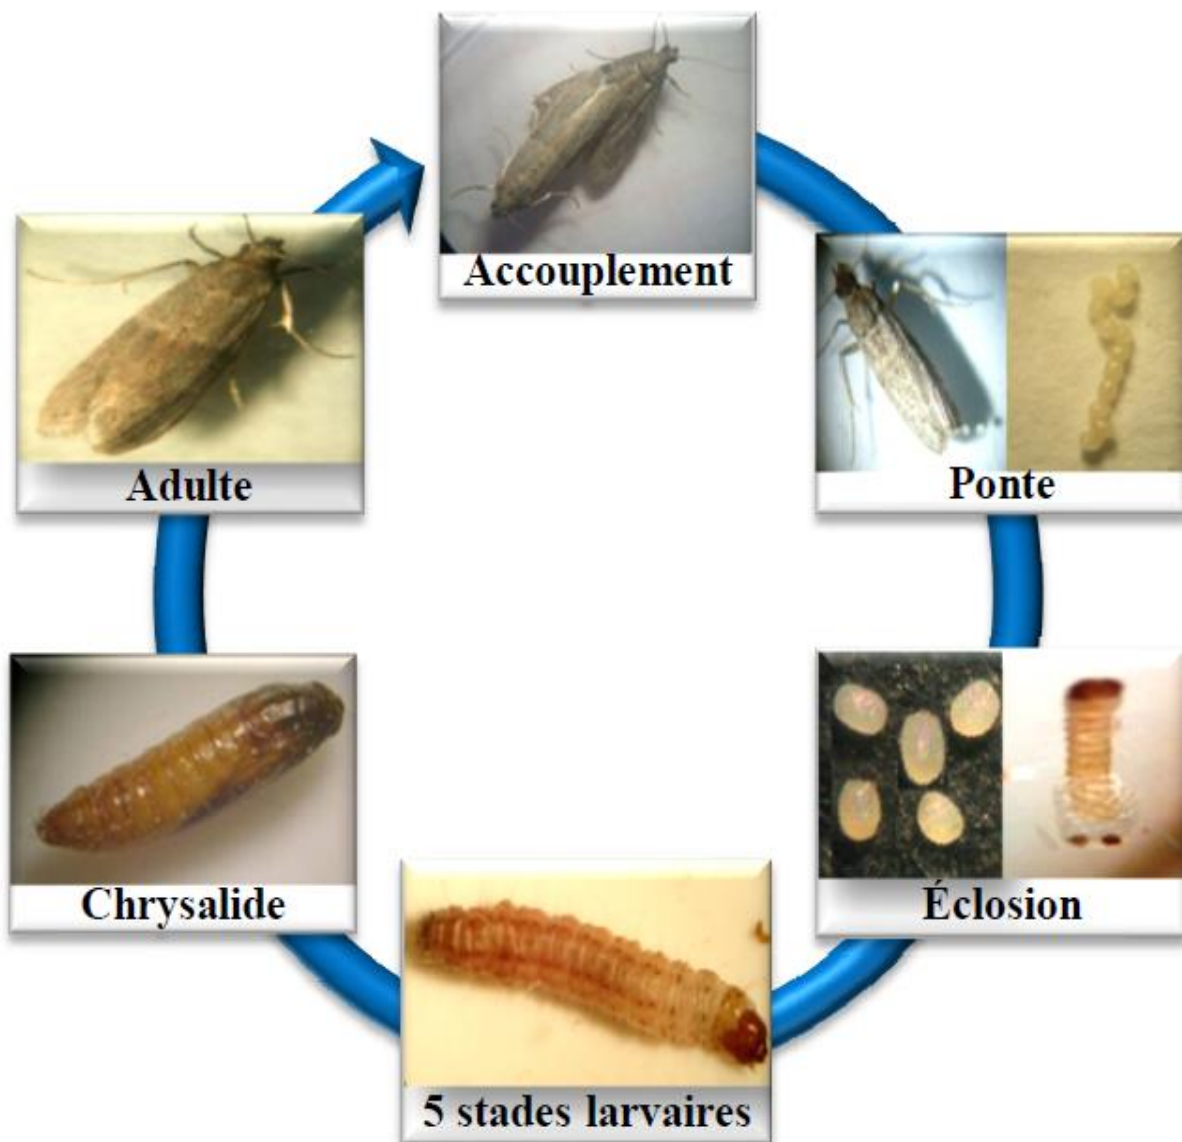 Accouplement
Ponte
Éclosion
5 stades larvaires
Chrysalide
Adulte